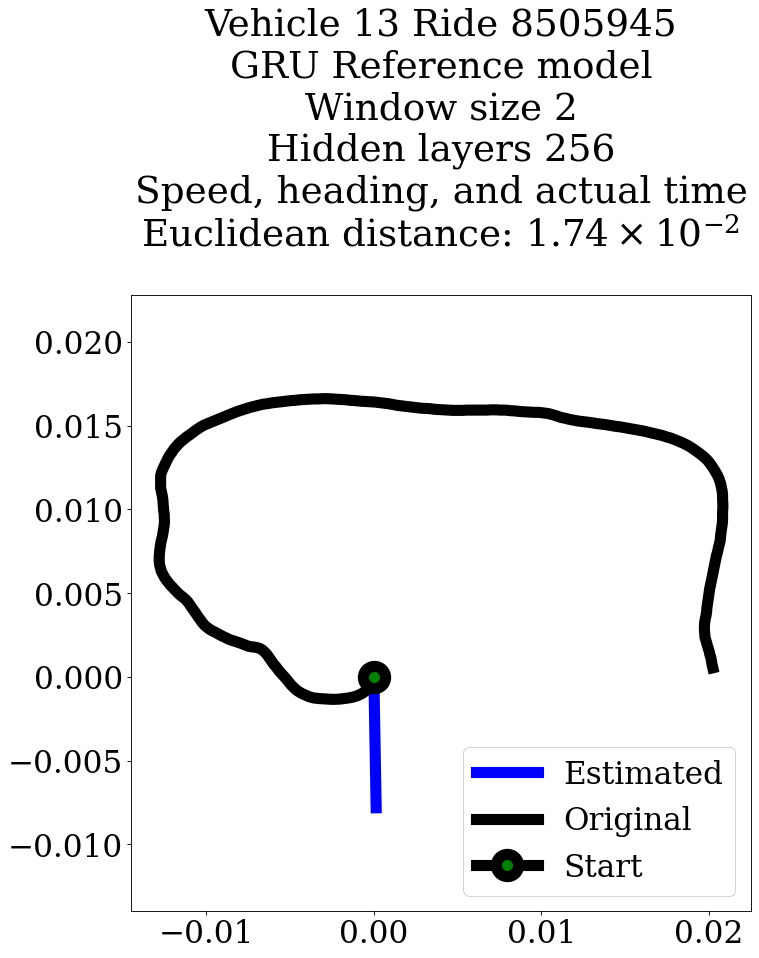 Vehicle 13 Ride 8505945
GRU Reference model
Window size 2
Hidden layers 256
Speed, heading, and actual time
Euclidean distance: 1.74 × 10⁻²
0.020
0.015
0.010
0.005
0.000
−0.005
−0.010
Estimated
Original
Start
−0.01 0.00 0.01 0.02